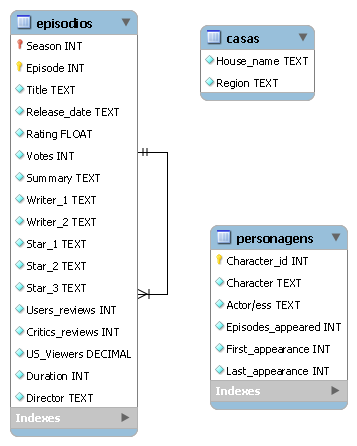 episodios
Season INT
Episode INT
Title TEXT
Release_date TEXT
Rating FLOAT
Votes INT
Summary TEXT
Writer_1 TEXT
Writer_2 TEXT
Star_1 TEXT
Star_2 TEXT
Star_3 TEXT
Users_reviews INT
Critics_reviews INT
US_Viewers DECIMAL
Duration INT
Director TEXT
Indexes
casas
House_name TEXT
Region TEXT
personagens
Character_id INT
Character TEXT
Actor/ess TEXT
Episodes_appeared INT
First_appearance INT
Last_appearance INT
Indexes